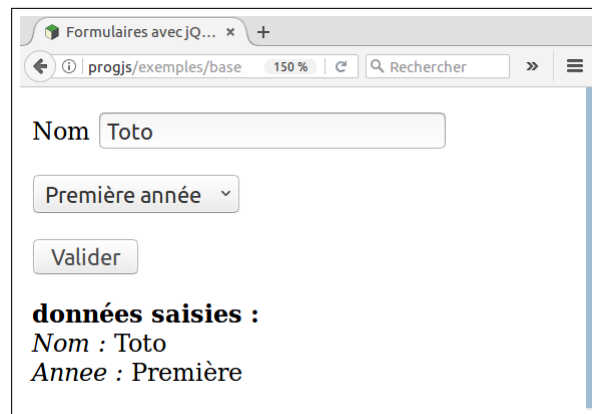 Formulaires avec jQ... × +
progjs/exemples/base 150 % Rechercher »
Nom Toto
Première année
Valider
données saisies :
Nom : Toto
Annee : Première